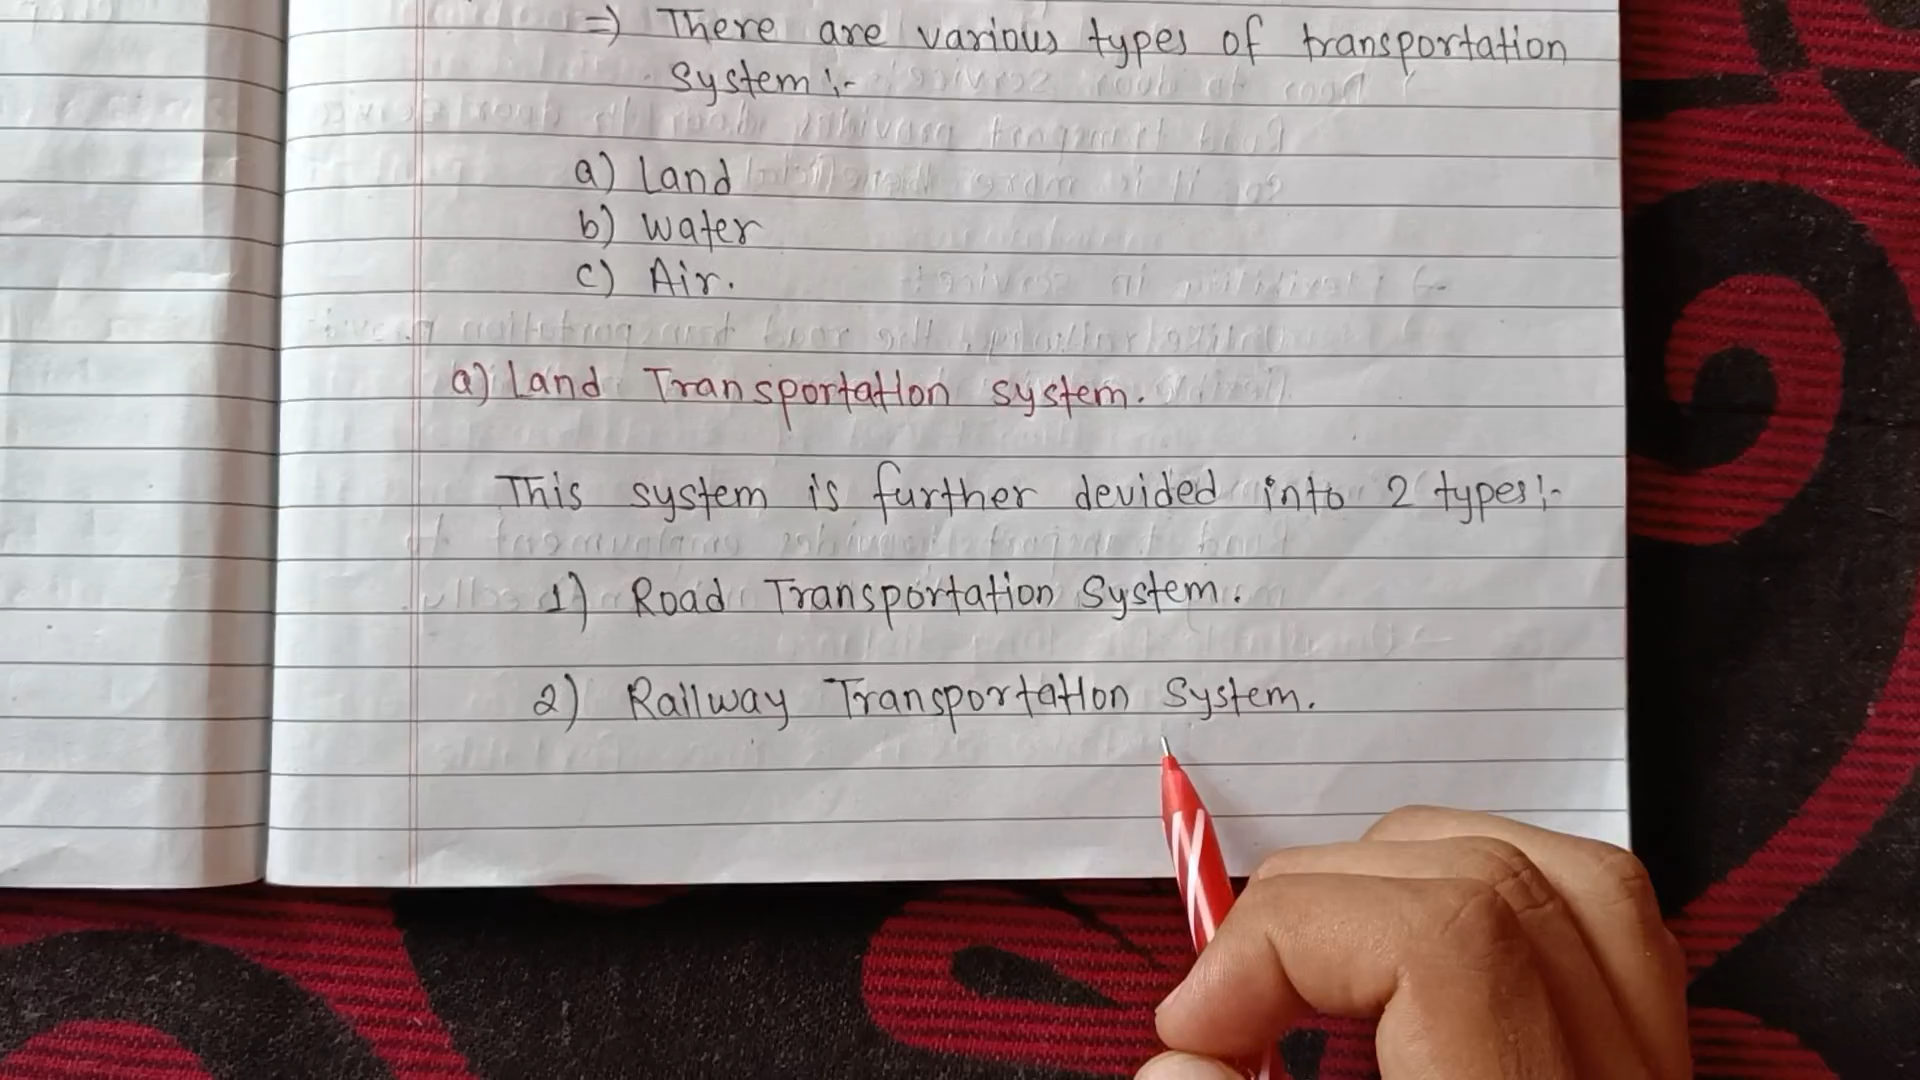 =) There are various types of transportation
System :-
a) Land
b) Water
c) Air.
a) Land Transportation system.
This system is further devided into 2 types :-
1) Road Transportation System.
2) Railway Transportation System.